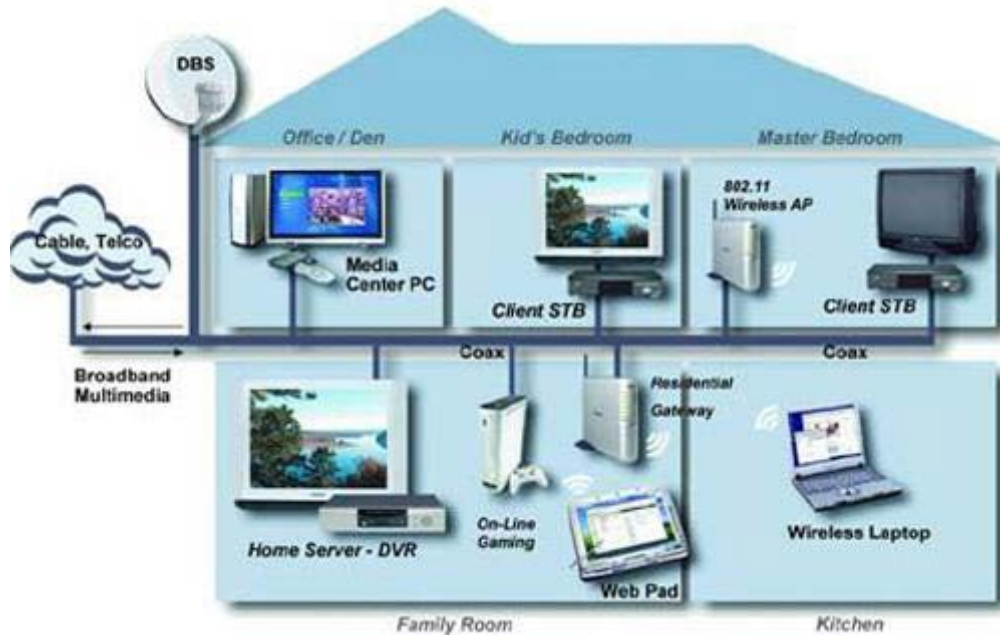 DBS
Office / Den
Kid's Bedroom
Master Bedroom
802.11
Wireless AP
Cable, Telco
Media
Center PC
Client STB
Client STB
Coax
Coax
Broadband
Multimedia
Residential
Gateway
On-Line
Gaming
Home Server - DVR
Wireless Laptop
Web Pad
Family Room
Kitchen